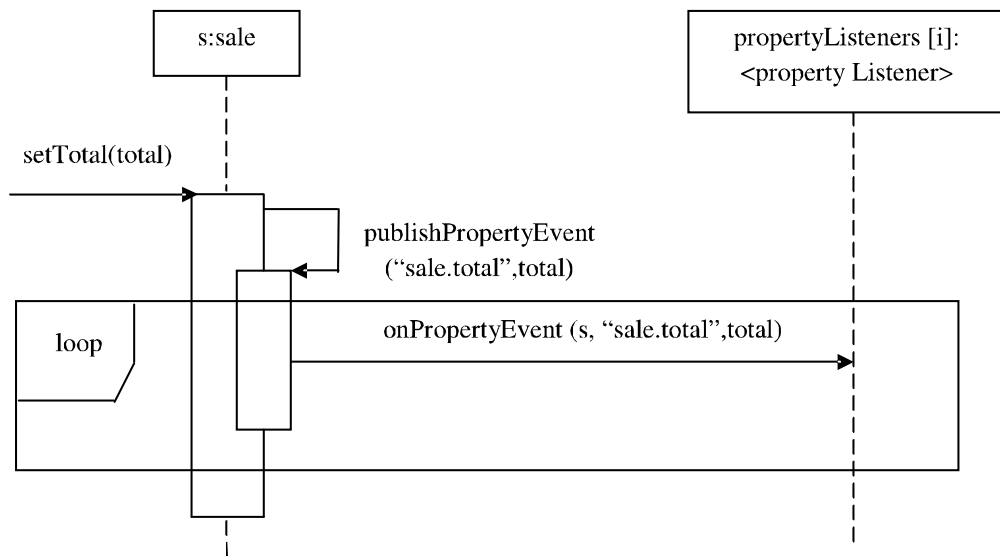 s:sale
propertyListeners [i]:
<property Listener>
setTotal(total)
publishPropertyEvent
(“sale.total”,total)
loop
onPropertyEvent (s, “sale.total”,total)